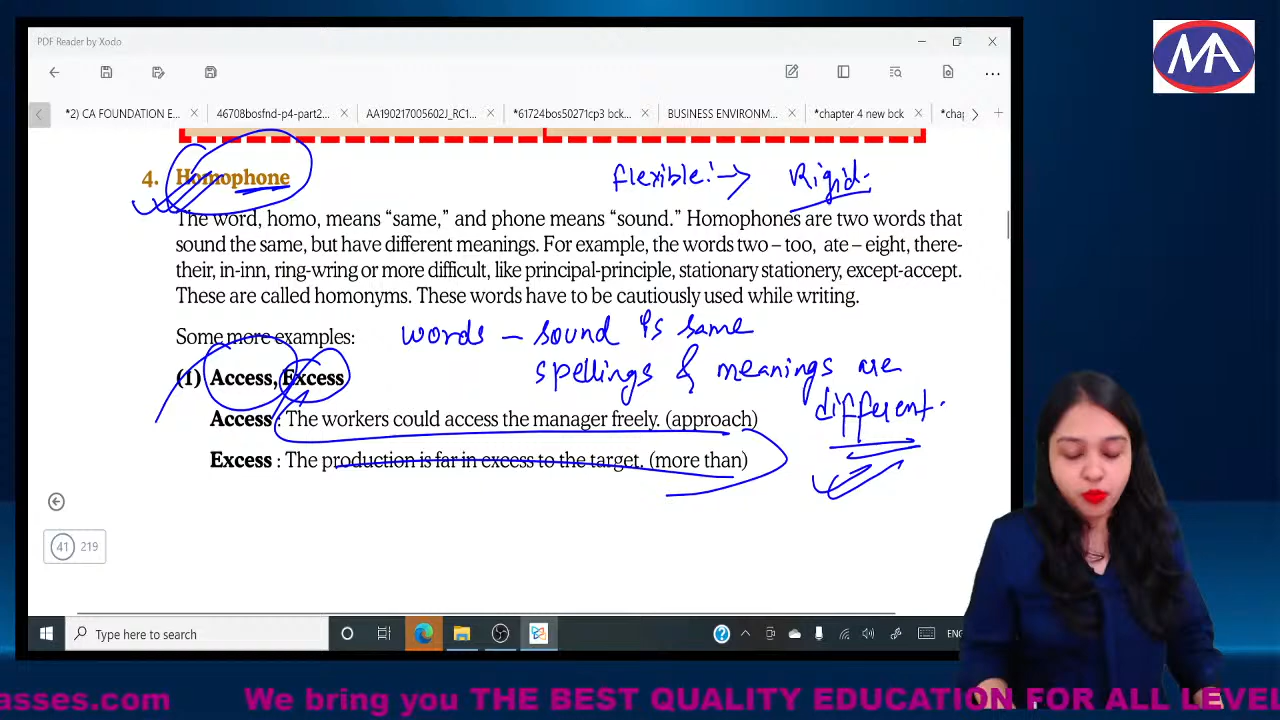 PDF Reader by Xodo
MA
*2) CA FOUNDATION E...
46708bosfnd-p4-part2...
AA190217005602J_RC1...
*61724bos50271cp3 bck...
BUSINESS ENVIRONM...
*chapter 4 new bck
*chap
4. Homophone
flexible:→ Rigid.
The word, homo, means “same,” and phone means “sound.” Homophones are two words that
sound the same, but have different meanings. For example, the words two – too, ate – eight, there-
their, in-inn, ring-wring or more difficult, like principal-principle, stationary stationery, except-accept.
These are called homonyms. These words have to be cautiously used while writing.
Some more examples:
words – sound is same
spellings & meanings are
different.
(1) Access, Excess
Access : The workers could access the manager freely. (approach)
Excess : The production is far in excess to the target. (more than)
41 219
Type here to search
ENG
asses.com We bring you THE BEST QUALITY EDUCATION FOR ALL LEVEL